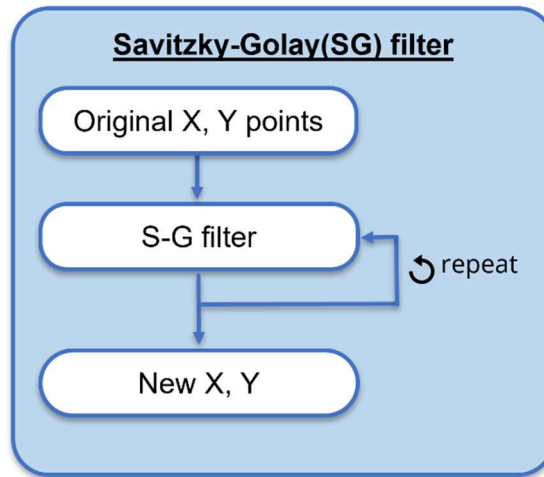 Savitzky-Golay(SG) filter
Original X, Y points
S-G filter
repeat
New X, Y